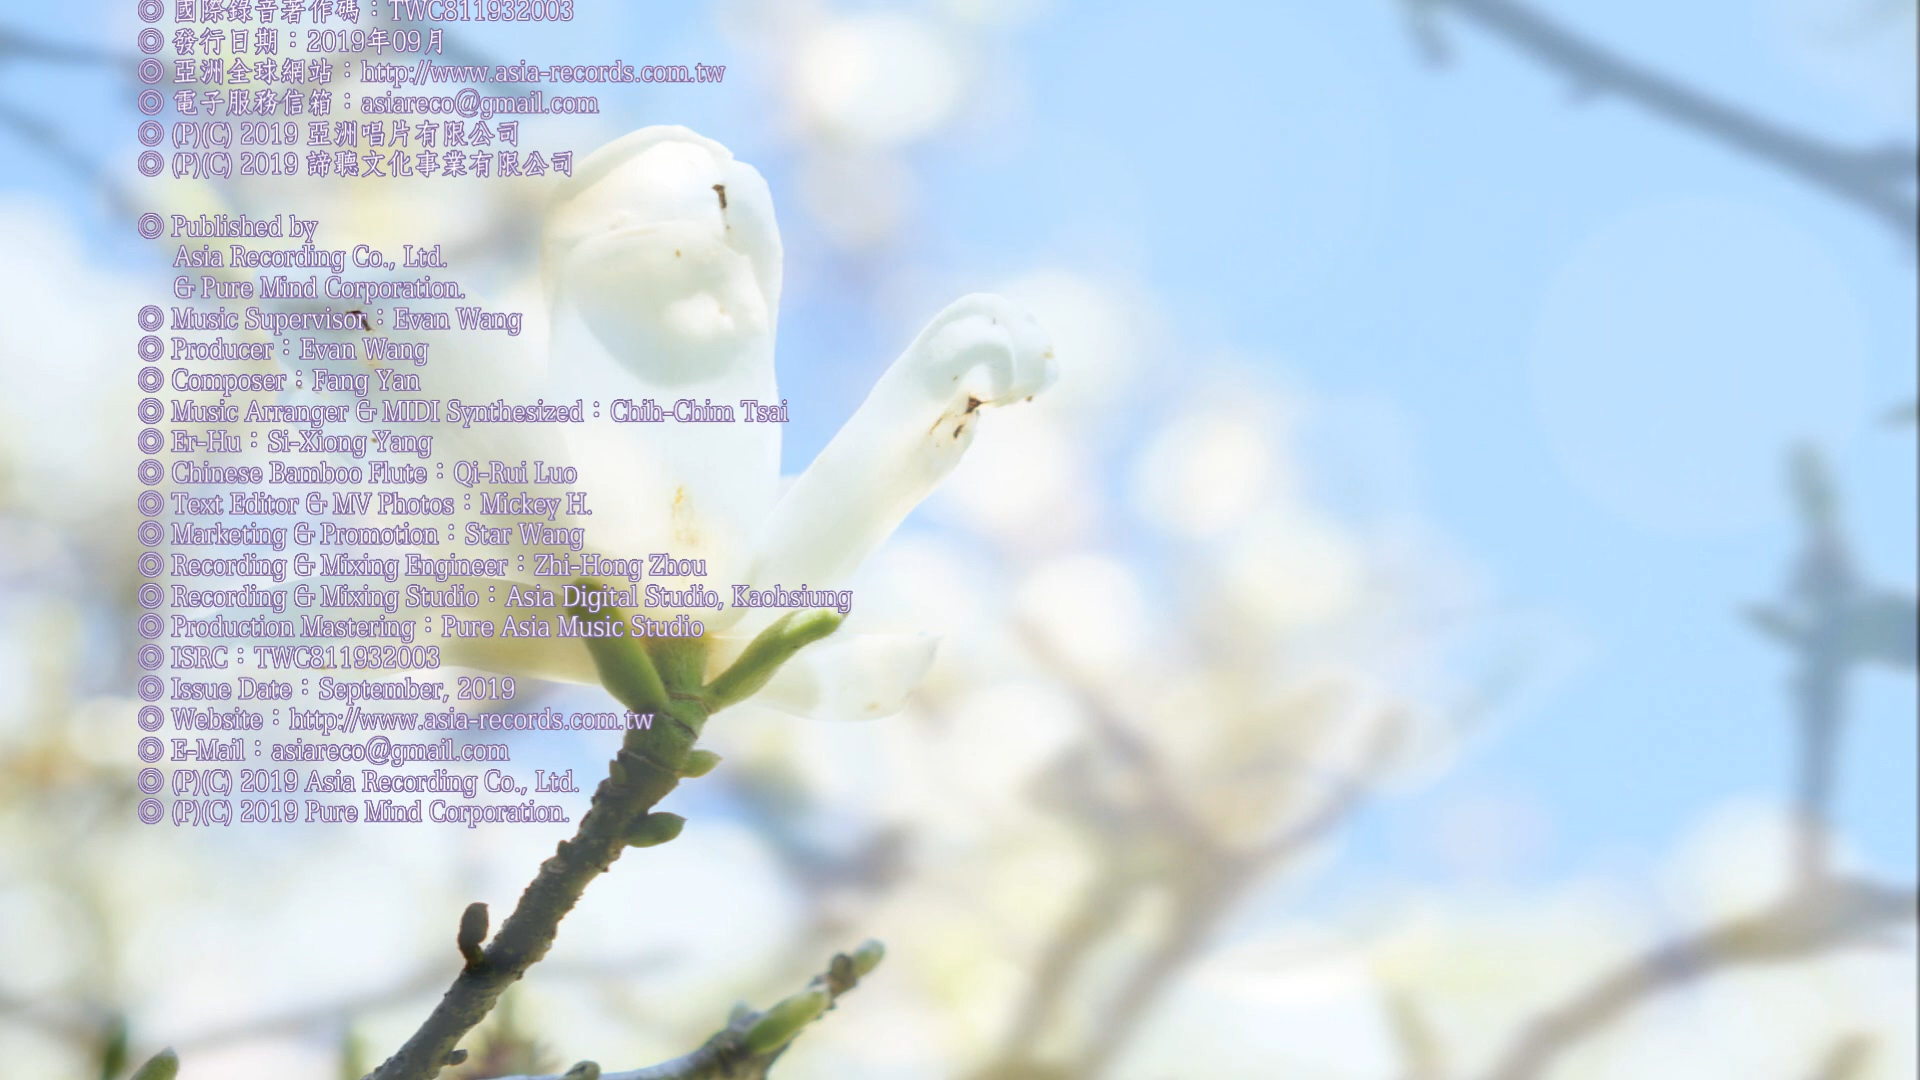 ◎ 國際錄音著作碼：TWC811932003
◎ 發行日期：2019年09月
◎ 亞洲全球網站：http://www.asia-records.com.tw
◎ 電子服務信箱：asiareco@gmail.com
◎ (P)(C) 2019 亞洲唱片有限公司
◎ (P)(C) 2019 諦聽文化事業有限公司
◎ Published by
Asia Recording Co., Ltd.
& Pure Mind Corporation.
◎ Music Supervisor：Evan Wang
◎ Producer：Evan Wang
◎ Composer：Fang Yan
◎ Music Arranger & MIDI Synthesized：Chih-Chim Tsai
◎ Er-Hu：Si-Xiong Yang
◎ Chinese Bamboo Flute：Qi-Rui Luo
◎ Text Editor & MV Photos：Mickey H.
◎ Marketing & Promotion：Star Wang
◎ Recording & Mixing Engineer：Zhi-Hong Zhou
◎ Recording & Mixing Studio：Asia Digital Studio, Kaohsiung
◎ Production Mastering：Pure Asia Music Studio
◎ ISRC：TWC811932003
◎ Issue Date：September, 2019
◎ Website：http://www.asia-records.com.tw
◎ E-Mail：asiareco@gmail.com
◎ (P)(C) 2019 Asia Recording Co., Ltd.
◎ (P)(C) 2019 Pure Mind Corporation.